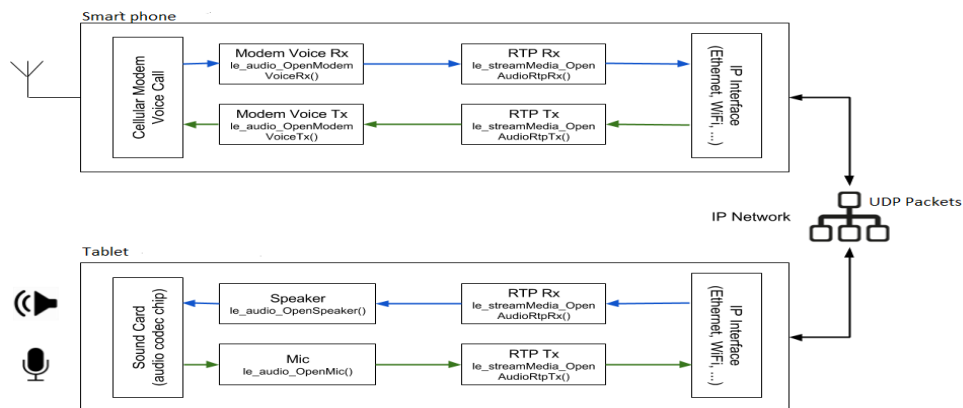 Smart phone
Cellular Modem
Voice Call
Modem Voice Rx
le_audio_OpenModem
VoiceRx()
RTP Rx
le_streamMedia_Open
AudioRtpRx()
IP Interface
(Ethernet, WiFi, ...)
Modem Voice Tx
le_audio_OpenModem
VoiceTx()
RTP Tx
le_streamMedia_Open
AudioRtpTx()
UDP Packets
IP Network
Tablet
Sound Card
(audio codec chip)
Speaker
le_audio_OpenSpeaker()
RTP Rx
le_streamMedia_Open
AudioRtpRx()
IP Interface
(Ethernet, WiFi, ...)
Mic
le_audio_OpenMic()
RTP Tx
le_streamMedia_Open
AudioRtpTx()